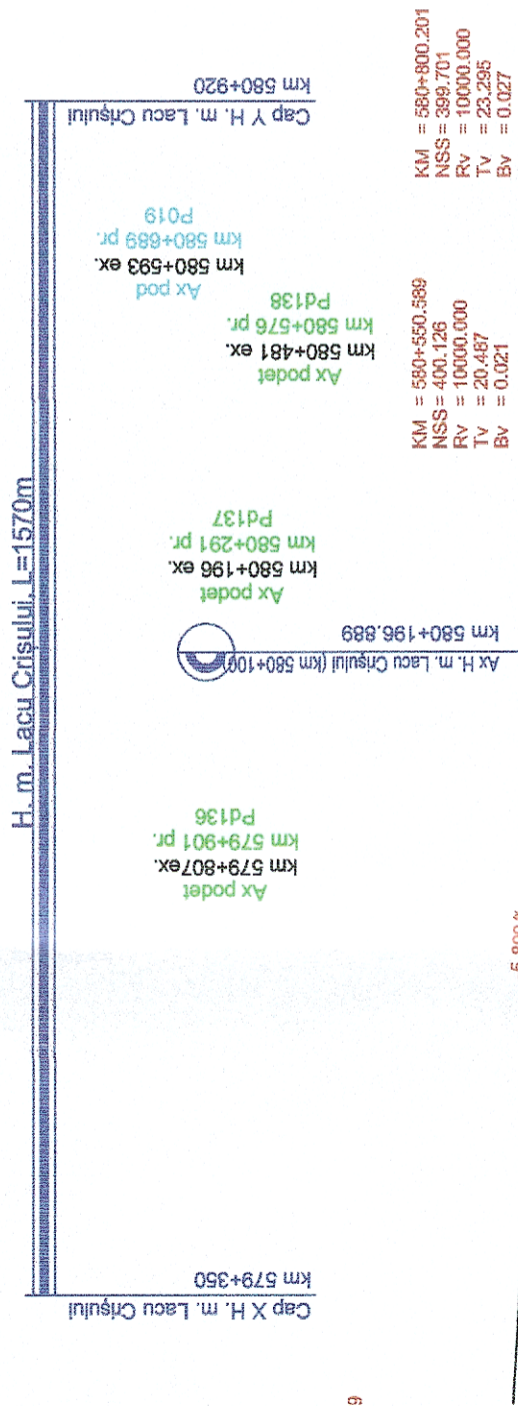 H. m. Lacu Crișului, L=1570m
Cap X H. m. Lacu Crișului
km 579+350
Ax podet
km 579+807ex.
km 579+901 pr.
Pd136
Ax H. m. Lacu Crișului (km 580+100)
km 580+196.889
Ax podet
km 580+196 ex.
km 580+291 pr.
Pd137
Ax podet
km 580+481 ex.
km 580+576 pr.
Pd138
Ax pod
km 580+593 ex.
km 580+689 pr.
P019
Cap Y H. m. Lacu Crișului
km 580+920
KM = 580+550.589
NSS = 400.126
Rv = 10000.000
Tv = 20.487
Bv = 0.021
KM = 580+800.201
NSS = 399.701
Rv = 10000.000
Tv = 23.295
Bv = 0.027